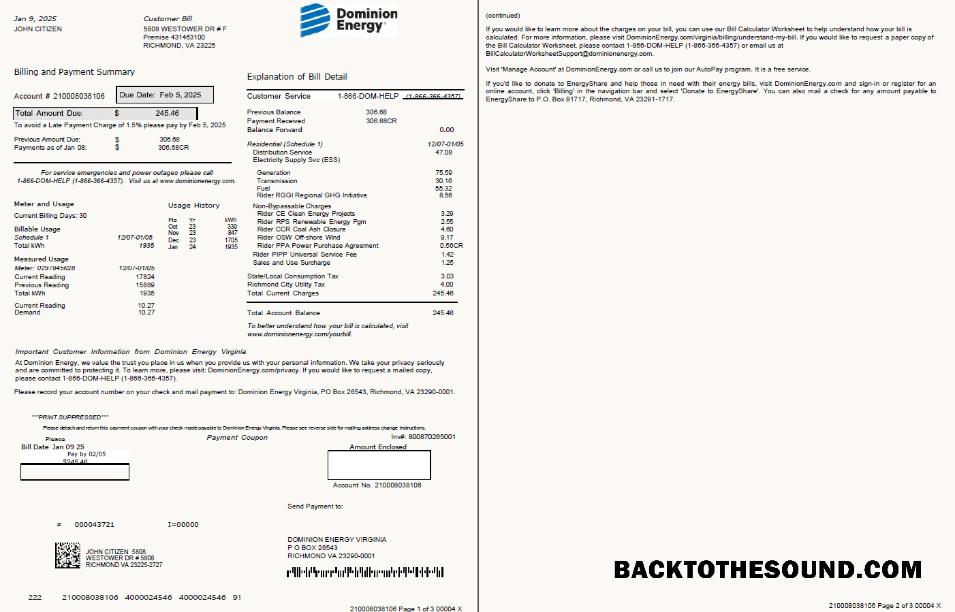 Jan 9, 2025
JOHN CITIZEN
Customer Bill
5808 WESTOWER DR # F
Premise 431463100
RICHMOND, VA 23225
Dominion
Energy®
Billing and Payment Summary
Account # 210008038106
Due Date: Feb 5, 2025
Total Amount Due: $ 245.46
To avoid a Late Payment Charge of 1.5% please pay by Feb 5, 2025
Previous Amount Due: $ 306.68
Payments as of Jan 08: $ 306.68CR
For service emergencies and power outages please call
1-866-DOM-HELP (1-866-366-4357). Visit us at www.dominionenergy.com.
Meter and Usage
Current Billing Days: 30
Billable Usage
Schedule 1 12/07-01/05
Total kWh 1935
Measured Usage
Meter: 0297845628 12/07-01/05
Current Reading 17824
Previous Reading 15889
Total kWh 1935
Current Reading 10.27
Demand 10.27
Usage History
Mo Yr kWh
Oct 23 339
Nov 23 847
Dec 23 1705
Jan 24 1935
Explanation of Bill Detail
Customer Service 1-866-DOM-HELP (1-866-366-4357)
Previous Balance 306.68
Payment Received 306.68CR
Balance Forward 0.00
Residential (Schedule 1) 12/07-01/05
Distribution Service 47.08
Electricity Supply Svc (ESS)
Generation 75.59
Transmission 30.16
Fuel 55.32
Rider RGGI Regional GHG Initiative 8.56
Non-Bypassable Charges
Rider CE Clean Energy Projects 3.29
Rider RPS Renewable Energy Pgm 2.55
Rider CCR Coal Ash Closure 4.60
Rider OSW Off-shore Wind 9.17
Rider PPA Power Purchase Agreement 0.56CR
Rider PIPP Universal Service Fee 1.42
Sales and Use Surcharge 1.25
State/Local Consumption Tax 3.03
Richmond City Utility Tax 4.00
Total Current Charges 245.46
Total Account Balance 245.46
To better understand how your bill is calculated, visit
www.dominionenergy.com/yourbill.
Important Customer Information from Dominion Energy Virginia
At Dominion Energy, we value the trust you place in us when you provide us with your personal information. We take your privacy seriously
and are committed to protecting it. To learn more, please visit: DominionEnergy.com/privacy. If you would like to request a mailed copy,
please contact 1-866-DOM-HELP (1-866-366-4357).
Please record your account number on your check and mail payment to: Dominion Energy Virginia, PO Box 26543, Richmond, VA 23290-0001.
***PRINT SUPPRESSED***
Please detach and return this payment coupon with your check made payable to Dominion Energy Virginia. Please see reverse side for mailing address change instructions.
Please
Payment Coupon
Inv#: 800870265001
Bill Date Jan 09 25
Pay by 02/05
$245.46
Amount Enclosed
Account No. 210008038106
Send Payment to:
# 000043721 I=00000
JOHN CITIZEN 5808
WESTOWER DR # 5808
RICHMOND VA 23225-2727
DOMINION ENERGY VIRGINIA
P O BOX 26543
RICHMOND VA 23290-0001
222 210008038106 4000024546 4000024546 91
210008038106 Page 1 of 3 00004 X
(continued)
If you would like to learn more about the charges on your bill, you can use our Bill Calculator Worksheet to help understand how your bill is
calculated. For more information, please visit DominionEnergy.com/virginia/billing/understand-my-bill. If you would like to request a paper copy of
the Bill Calculator Worksheet, please contact 1-866-DOM-HELP (1-866-366-4357) or email us at
BillCalculatorWorksheetSupport@dominionenergy.com.
Visit 'Manage Account' at DominionEnergy.com or call us to join our AutoPay program. It is a free service.
If you'd like to donate to EnergyShare and help those in need with their energy bills, visit DominionEnergy.com and sign-in or register for an
online account, click 'Billing' in the navigation bar and select 'Donate to EnergyShare'. You can also mail a check for any amount payable to
EnergyShare to P.O. Box 91717, Richmond, VA 23291-1717.
BACKTOTHESOUND.COM
210008038106 Page 2 of 3 00004 X